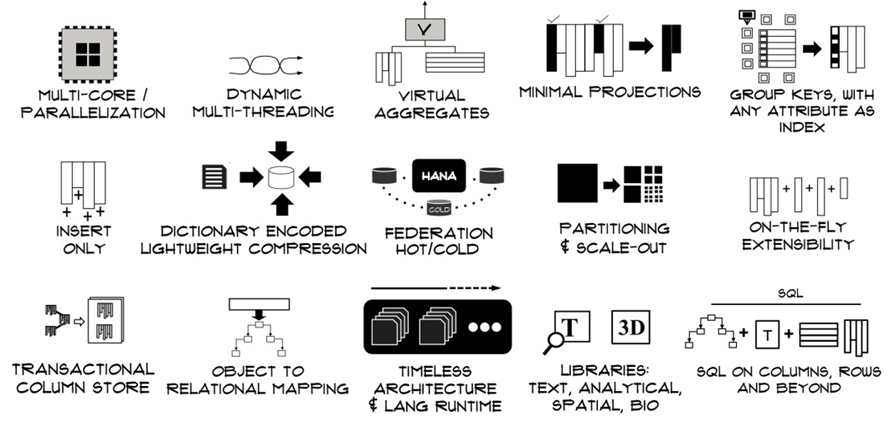 MULTI-CORE /
PARALLELIZATION
DYNAMIC
MULTI-THREADING
VIRTUAL
AGGREGATES
MINIMAL PROJECTIONS
GROUP KEYS, WITH
ANY ATTRIBUTE AS
INDEX
INSERT
ONLY
DICTIONARY ENCODED
LIGHTWEIGHT COMPRESSION
HANA
COLD
FEDERATION
HOT/COLD
PARTITIONING
& SCALE-OUT
ON-THE-FLY
EXTENSIBILITY
TRANSACTIONAL
COLUMN STORE
OBJECT TO
RELATIONAL MAPPING
TIMELESS
ARCHITECTURE
& LANG RUNTIME
T
3D
LIBRARIES:
TEXT, ANALYTICAL,
SPATIAL, BIO
SQL
T
SQL ON COLUMNS, ROWS
AND BEYOND